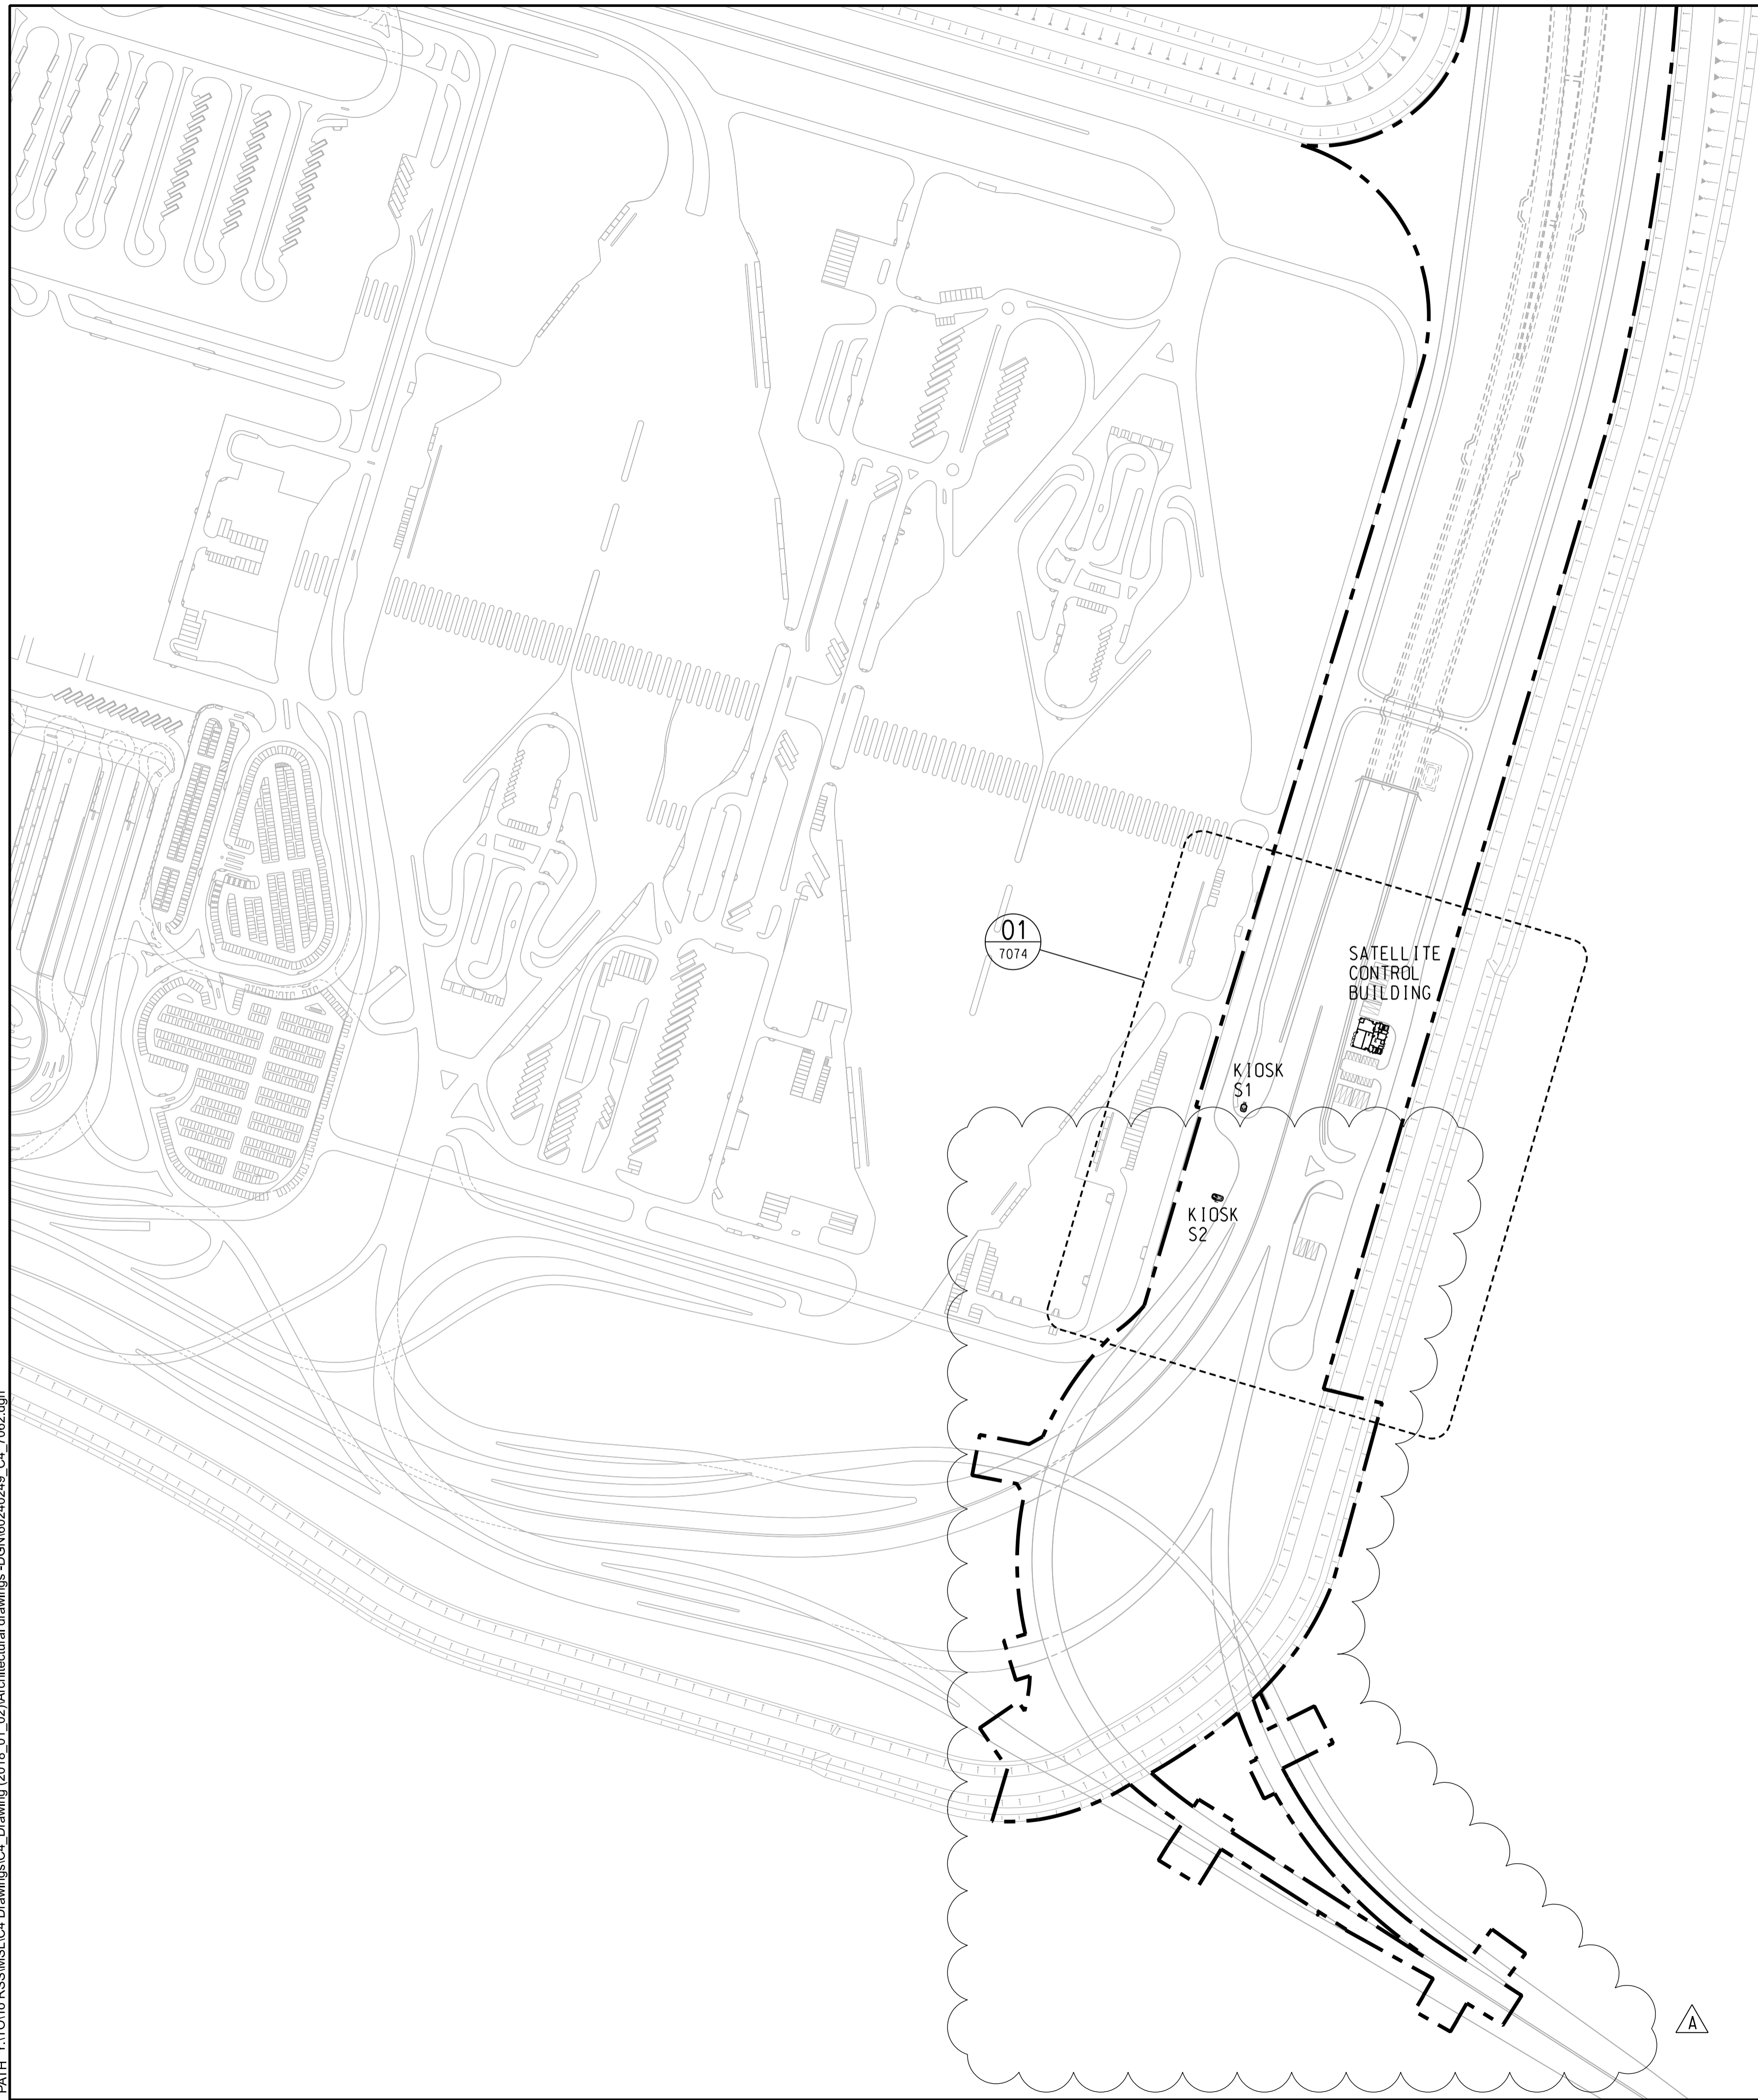 01
7074
SATELLITE
CONTROL
BUILDING
KIOSK
S1
KIOSK
S2
A